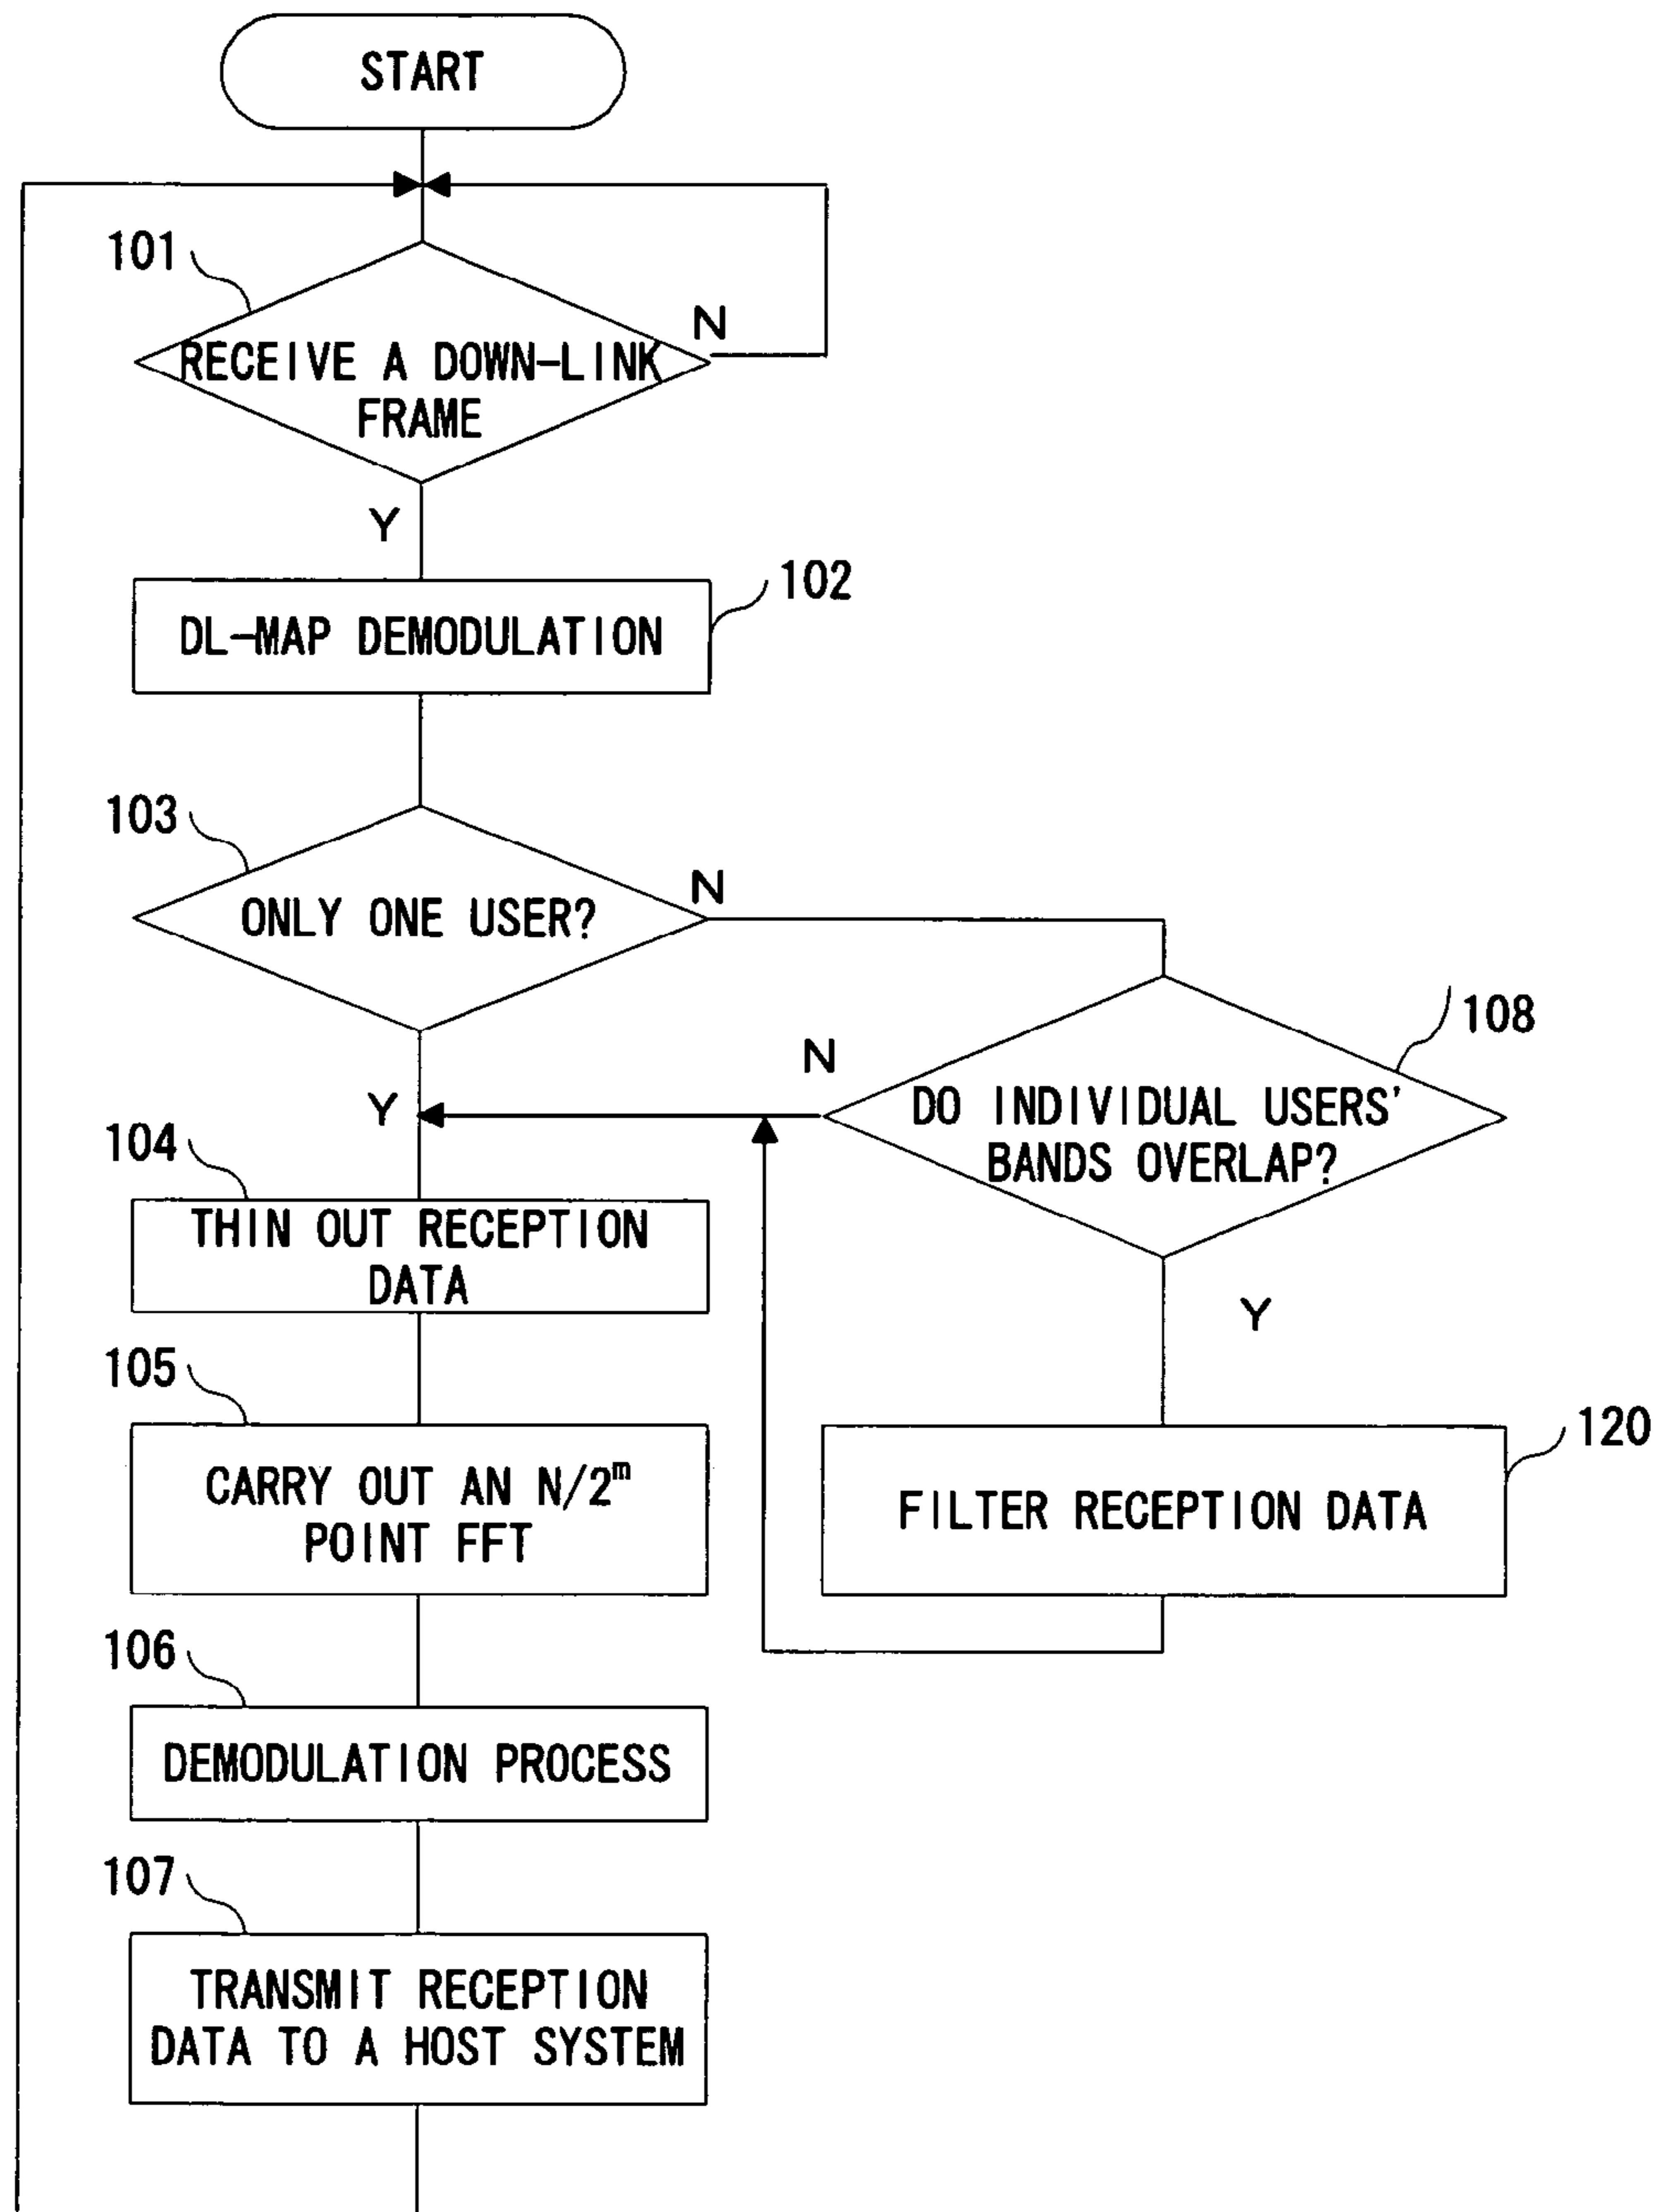 START
101
N
RECEIVE A DOWN-LINK
FRAME
Y
102
DL-MAP DEMODULATION
103
N
ONLY ONE USER?
108
N
DO INDIVIDUAL USERS'
BANDS OVERLAP?
Y
104
THIN OUT RECEPTION
DATA
Y
105
120
CARRY OUT AN N/2ᵐ
POINT FFT
FILTER RECEPTION DATA
106
DEMODULATION PROCESS
107
TRANSMIT RECEPTION
DATA TO A HOST SYSTEM